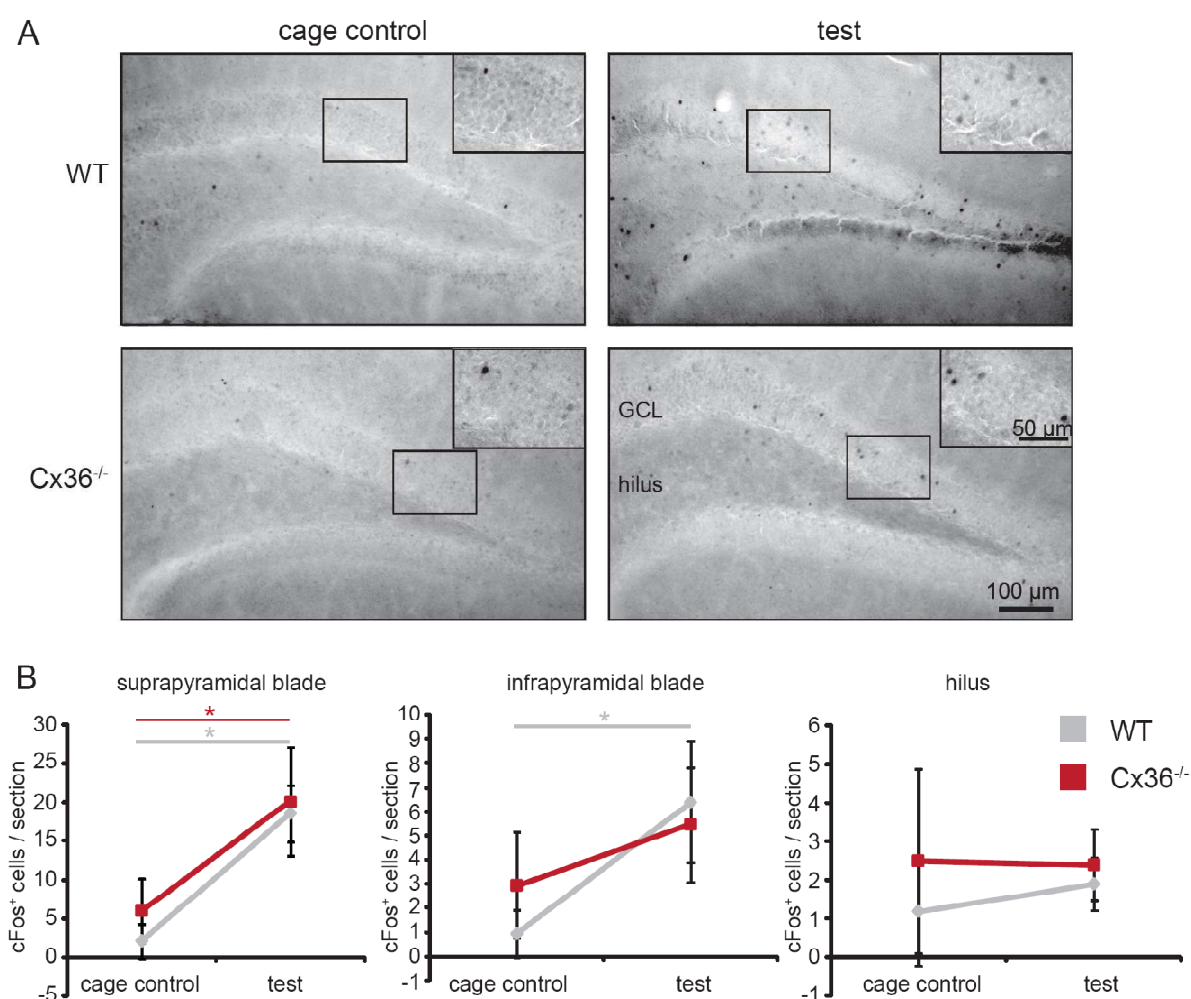 A
cage control
test
WT
Cx36-/-
GCL
hilus
50 µm
100 µm
B
suprapyramidal blade
infrapyramidal blade
hilus
cFos+ cells / section
30
25
20
15
10
5
0
-5
*
*
cage control
test
cFos+ cells / section
10
9
8
7
6
5
4
3
2
1
0
-1
*
cage control
test
cFos+ cells / section
6
5
4
3
2
1
0
-1
cage control
test
WT
Cx36-/-